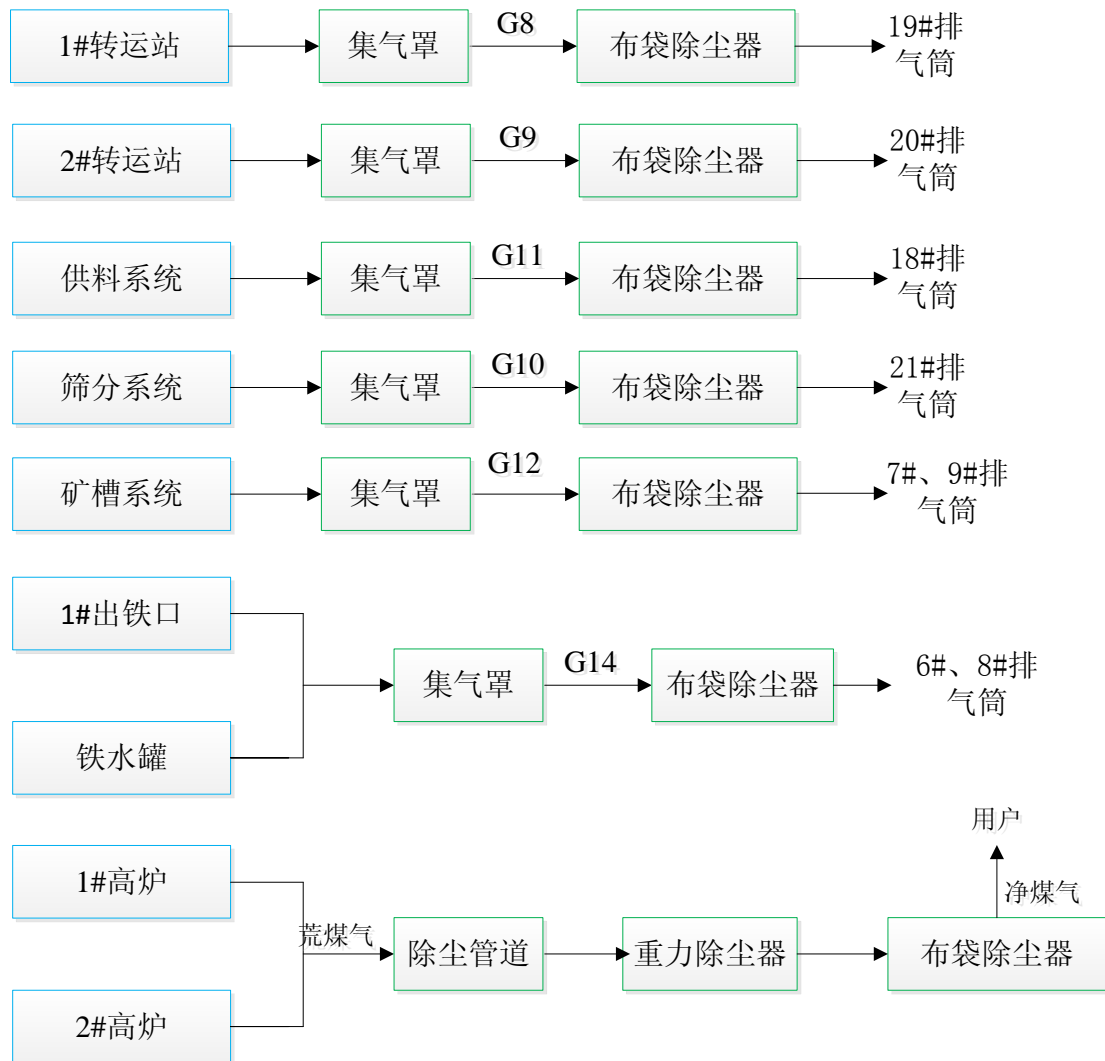 1#转运站
集气罩
G8
布袋除尘器
19#排
气筒
2#转运站
集气罩
G9
布袋除尘器
20#排
气筒
供料系统
集气罩
G11
布袋除尘器
18#排
气筒
筛分系统
集气罩
G10
布袋除尘器
21#排
气筒
矿槽系统
集气罩
G12
布袋除尘器
7#、9#排
气筒
1#出铁口
铁水罐
集气罩
G14
布袋除尘器
6#、8#排
气筒
1#高炉
2#高炉
荒煤气
除尘管道
重力除尘器
布袋除尘器
净煤气
用户